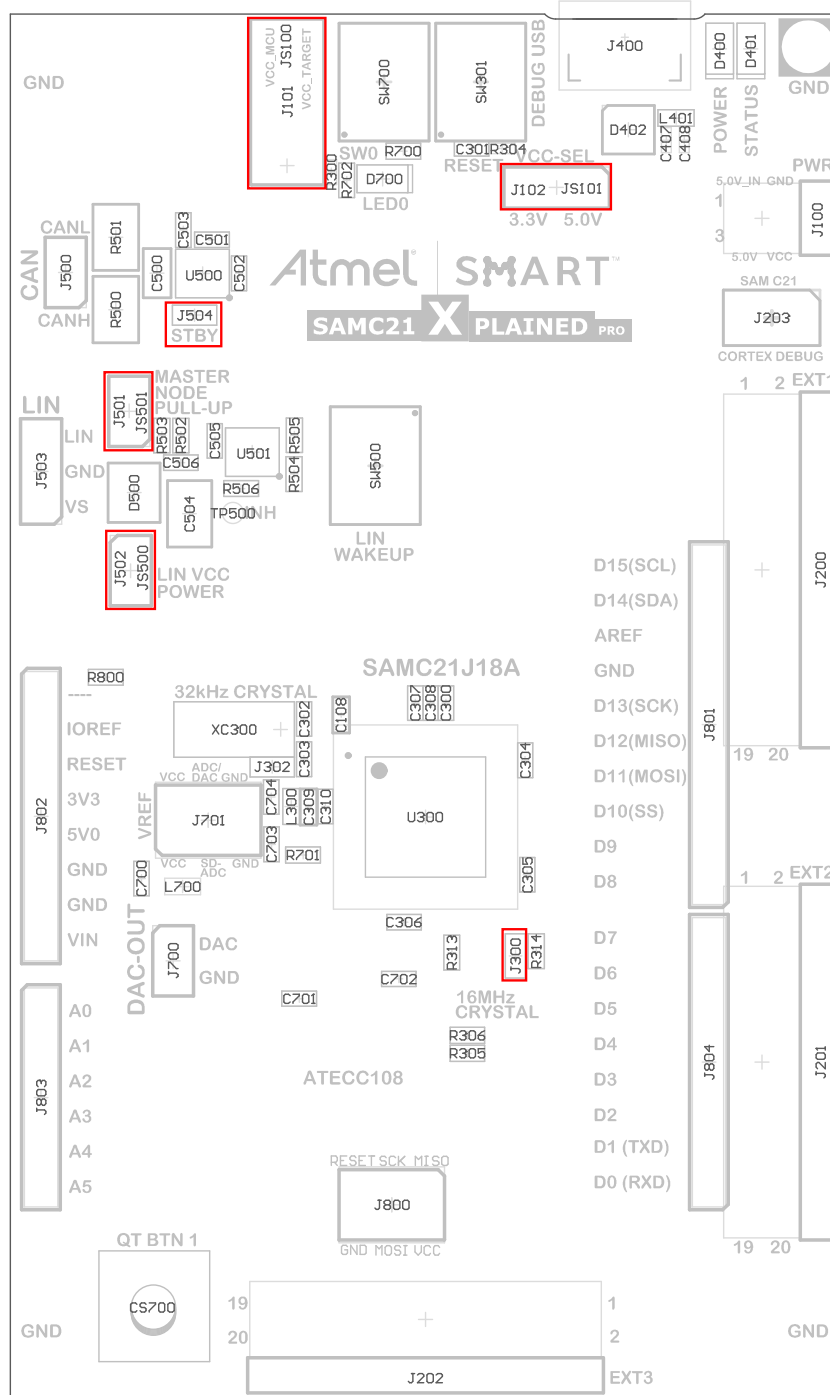 GND
VCC_MCU
J101 JS100
VCC_TARGET
SW700
SW0
SW301
RESET
DEBUG USB
J400
D400
D401
POWER
STATUS
GND
D402
L401
C407
C408
R700
C301
R304
R300
R702
D700
LED0
VCC-SEL
J102 JS101
3.3V 5.0V
PWR
5.0V_IN GND
1
3
J100
5.0V VCC
CANL
CAN
J500
CANH
R501
R500
C503
C501
C500
U500
C502
J504
STBY
Atmel SMART™
SAMC21 X PLAINED PRO
SAM C21
J203
CORTEX DEBUG
1 2 EXT1
MASTER
NODE
PULL-UP
J501
JS501
LIN
J503
LIN
GND
VS
R503
R502
C506
C505
U501
R505
R504
R506
D500
C504
TP500
INH
SW500
LIN
WAKEUP
J502
JS500
LIN VCC
POWER
J200
19 20
D15(SCL)
D14(SDA)
AREF
GND
D13(SCK)
D12(MISO)
D11(MOSI)
D10(SS)
D9
D8
J801
SAMC21J18A
R800
----
IOREF
RESET
3V3
5V0
GND
GND
VIN
J802
32kHz CRYSTAL
XC300
C302
C303
C108
C307
C308
C300
C304
J302
ADC/
VCC DAC GND
VREF
J701
VCC SD- GND
ADC
C704
C703
L300
C309
C310
R701
U300
C305
C700
L700
C306
DAC-OUT
J700
DAC
GND
C701
C702
R313
J300
R314
16MHz
CRYSTAL
R306
R305
1 2 EXT2
D7
D6
D5
D4
D3
D2
D1 (TXD)
D0 (RXD)
J804
J201
19 20
A0
A1
A2
A3
A4
A5
J803
ATECC108
RESET SCK MISO
J800
GND MOSI VCC
QT BTN 1
CS700
GND
19
20
1
2
J202
EXT3
GND